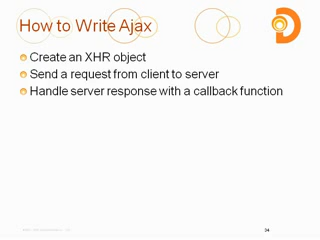 How to Write Ajax
Create an XHR object
Send a request from client to server
Handle server response with a callback function
34